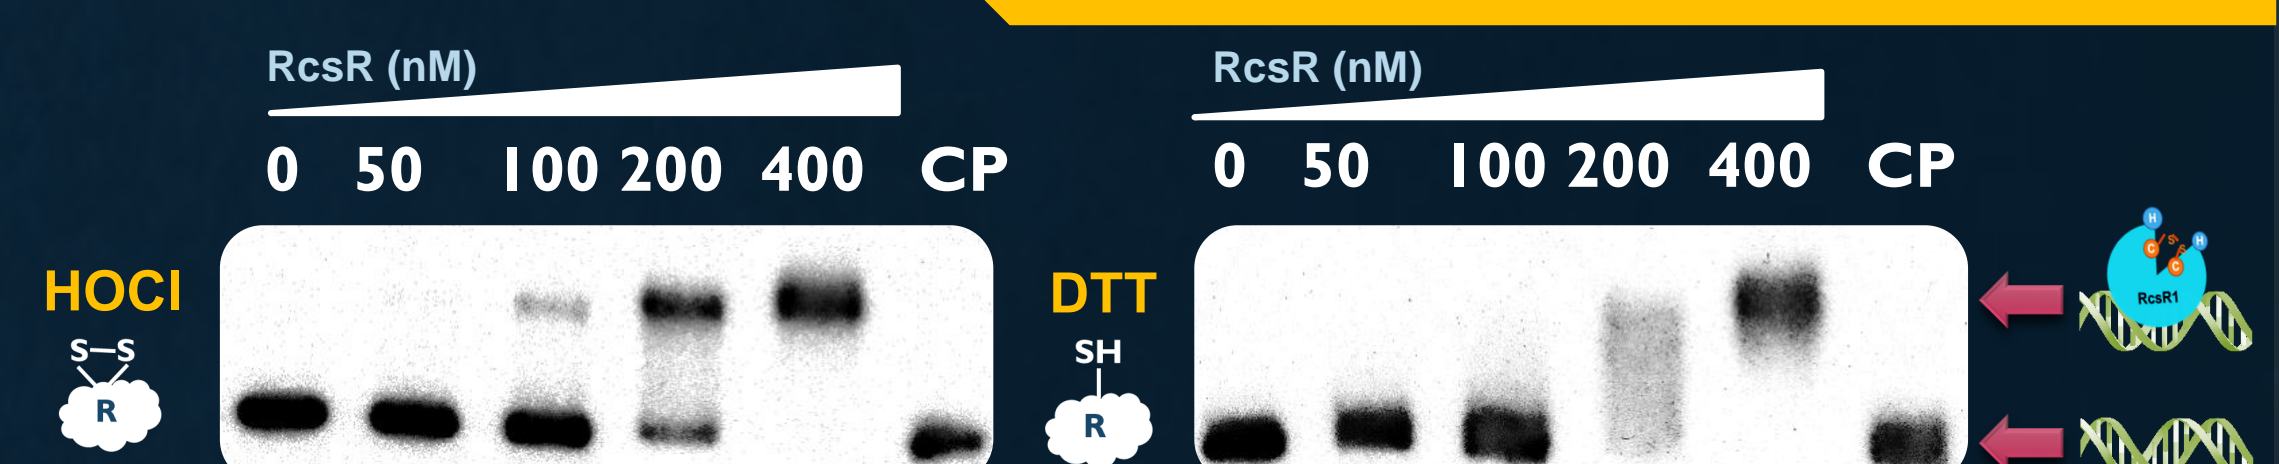 RcsR (nM)
0 50 100 200 400 CP
HOCl
S—S
R
RcsR (nM)
0 50 100 200 400 CP
DTT
SH
R
H
C S S C H
RcsR1